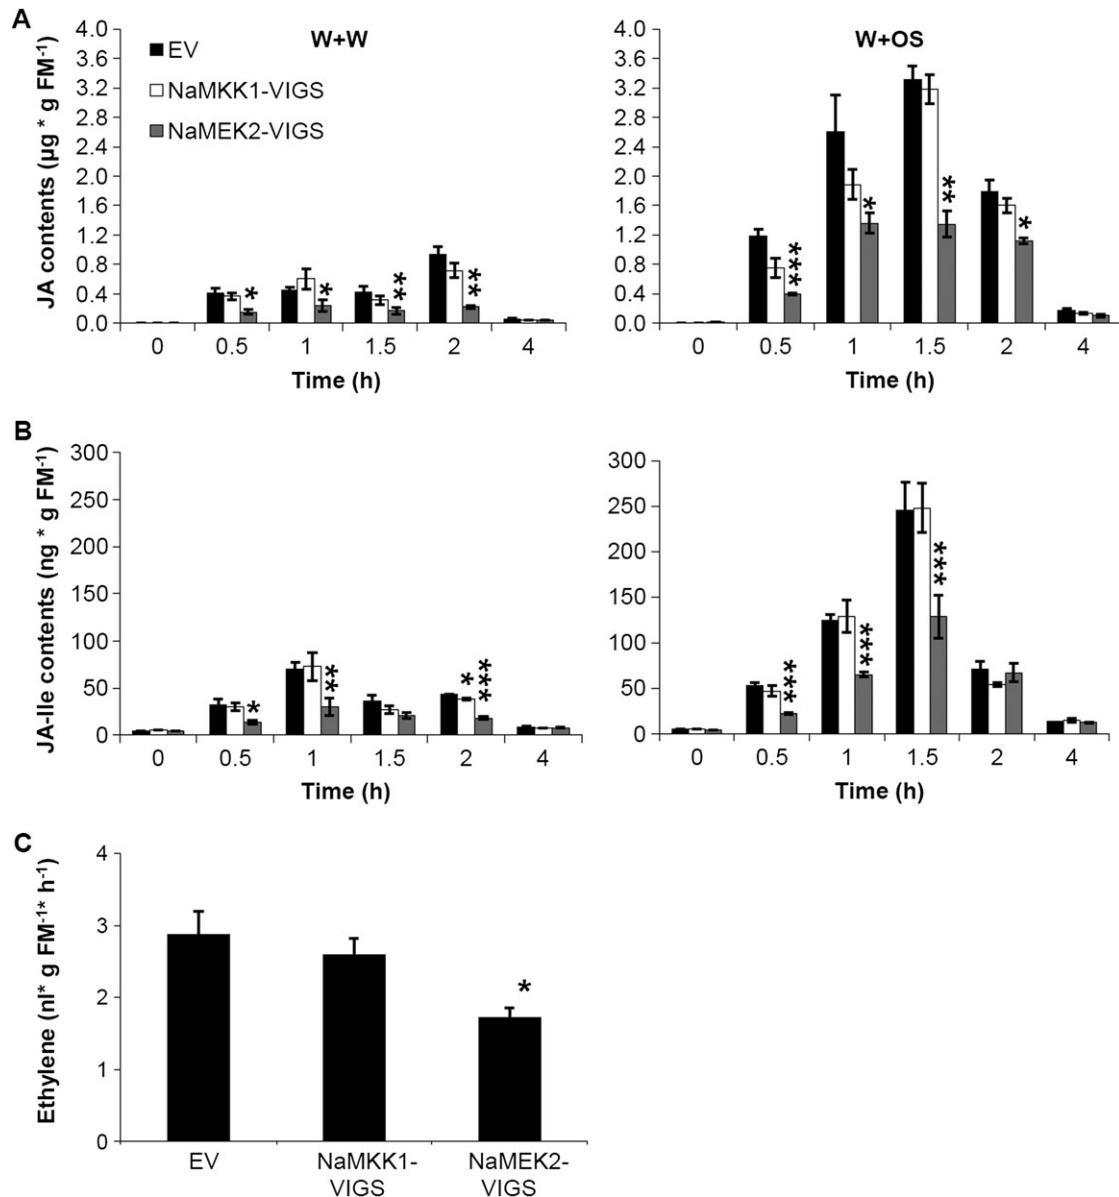 A
W+W
W+OS
EV
NaMKK1-VIGS
NaMEK2-VIGS
JA contents (µg * g FM-1)
4.0
3.6
3.2
2.8
2.4
2.0
1.6
1.2
0.8
0.4
0.0
* * ** **
0 0.5 1 1.5 2 4
Time (h)
4.0
3.6
3.2
2.8
2.4
2.0
1.6
1.2
0.8
0.4
0.0
*** * ** *
0 0.5 1 1.5 2 4
Time (h)
B
JA-Ile contents (ng * g FM-1)
300
250
200
150
100
50
0
* ** * ***
0 0.5 1 1.5 2 4
Time (h)
300
250
200
150
100
50
0
*** *** ***
0 0.5 1 1.5 2 4
Time (h)
C
Ethylene (nl* g FM-1* h-1)
4
3
2
1
0
*
EV
NaMKK1-
VIGS
NaMEK2-
VIGS